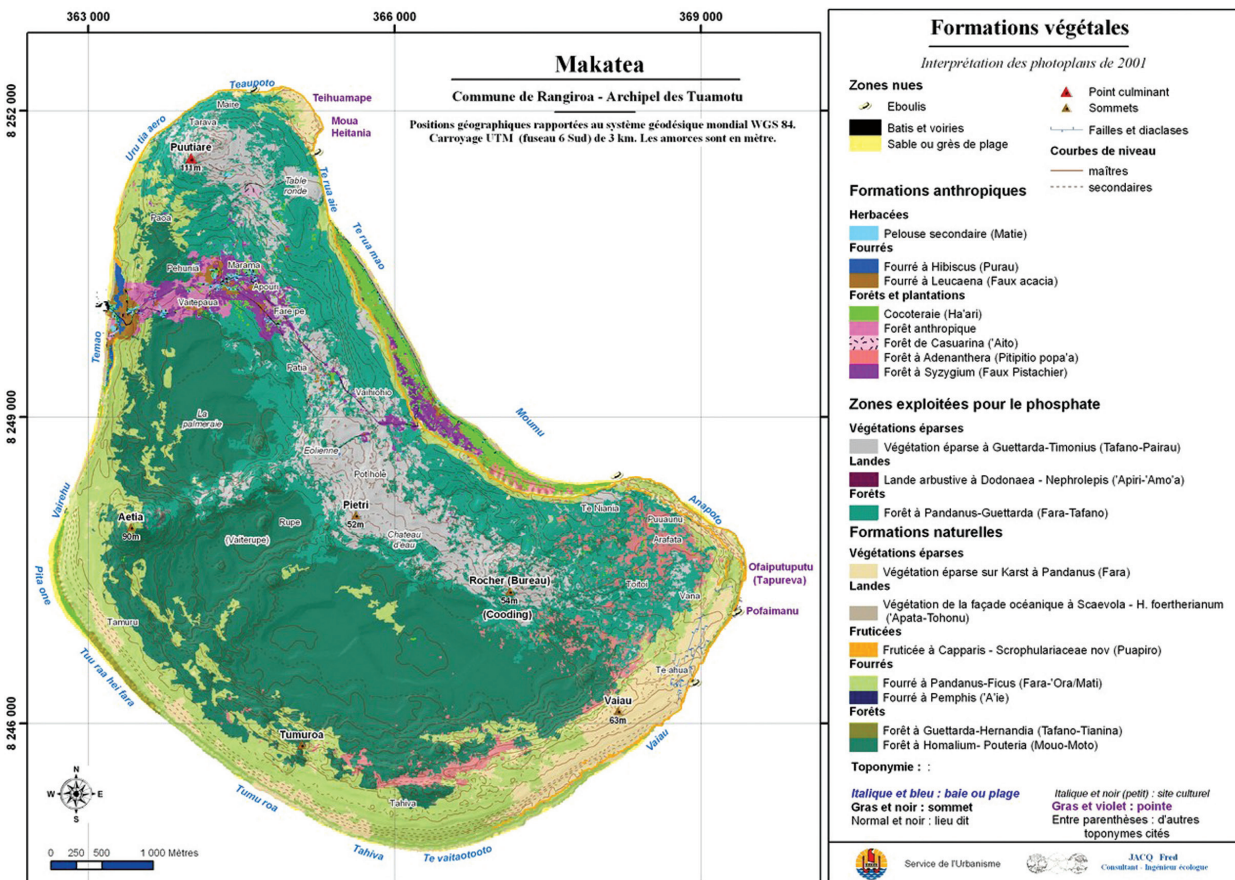 363 000
366 000
369 000
8 252 000
8 249 000
8 246 000
Makatea
Commune de Rangiroa - Archipel des Tuamotu
Positions géographiques rapportées au système géodésique mondial WGS 84.
Carroyage UTM (fuseau 6 Sud) de 3 km. Les amorces sont en mètre.
Teaupoto
Teihuamape
Maite
Moua
Heitania
Tarava
Uru tia aero
Puutiare
111m
Table
ronde
Te rua aie
Paoa
Te rua mao
Pehunia
Marama
Apouri
Vaitepaua
Fare pe
Temao
Patia
Vaihiohio
La
palmeraie
Moumu
Eolienne
Potihole
Vairehu
Aetia
90m
Pietri
52m
Rupe
(Vaiterupe)
Chateau
d'eau
Te Niania
Anapoto
Puuaunu
Arafata
Ofaiputuputu
(Tapureva)
Rocher (Bureau)
54m
(Cooding)
Toitoi
Vana
Pofaimanu
Pita one
Tamuru
Tuu raa hei fara
Te ahua
Vaiau
63m
Vaiau
Tumuroa
Tumu roa
Tahiva
Tahiva
Te vaitaotooto
N
W
E
S
0 250 500 1 000 Mètres
Formations végétales
Interprétation des photoplans de 2001
Zones nues
Eboulis
Batis et voiries
Sable ou grés de plage
Point culminant
Sommets
Failles et diaclases
Courbes de niveau
maîtres
secondaires
Formations anthropiques
Herbacées
Pelouse secondaire (Matie)
Fourrés
Fourré à Hibiscus (Purau)
Fourré à Leucaena (Faux acacia)
Forêts et plantations
Cocoteraie (Ha'ari)
Forêt anthropique
Forêt de Casuarina ('Aito)
Forêt à Adenanthera (Pitipitio popa'a)
Forêt à Syzygium (Faux Pistachier)
Zones exploitées pour le phosphate
Végétations éparses
Végétation éparse à Guettarda-Timonius (Tafano-Pairau)
Landes
Lande arbustive à Dodonaea - Nephrolepis ('Apiri-'Amo'a)
Forêts
Forêt à Pandanus-Guettarda (Fara-Tafano)
Formations naturelles
Végétations éparses
Végétation éparse sur Karst à Pandanus (Fara)
Landes
Végétation de la façade océanique à Scaevola - H. foertherianum
('Apata-Tohonu)
Fruticées
Fruticée à Capparis - Scrophulariaceae nov (Puapiro)
Fourrés
Fourré à Pandanus-Ficus (Fara-'Ora/Mati)
Fourré à Pemphis ('A'ie)
Forêts
Forêt à Guettarda-Hernandia (Tafano-Tianina)
Forêt à Homalium- Pouteria (Mouo-Moto)
Toponymie : :
Italique et bleu : baie ou plage
Gras et noir : sommet
Normal et noir : lieu dit
Italique et noir (petit) : site culturel
Gras et violet : pointe
Entre parenthèses : d'autres
toponymes cités
Service de l'Urbanisme
JACQ Fred
Consultant - Ingénieur écologue